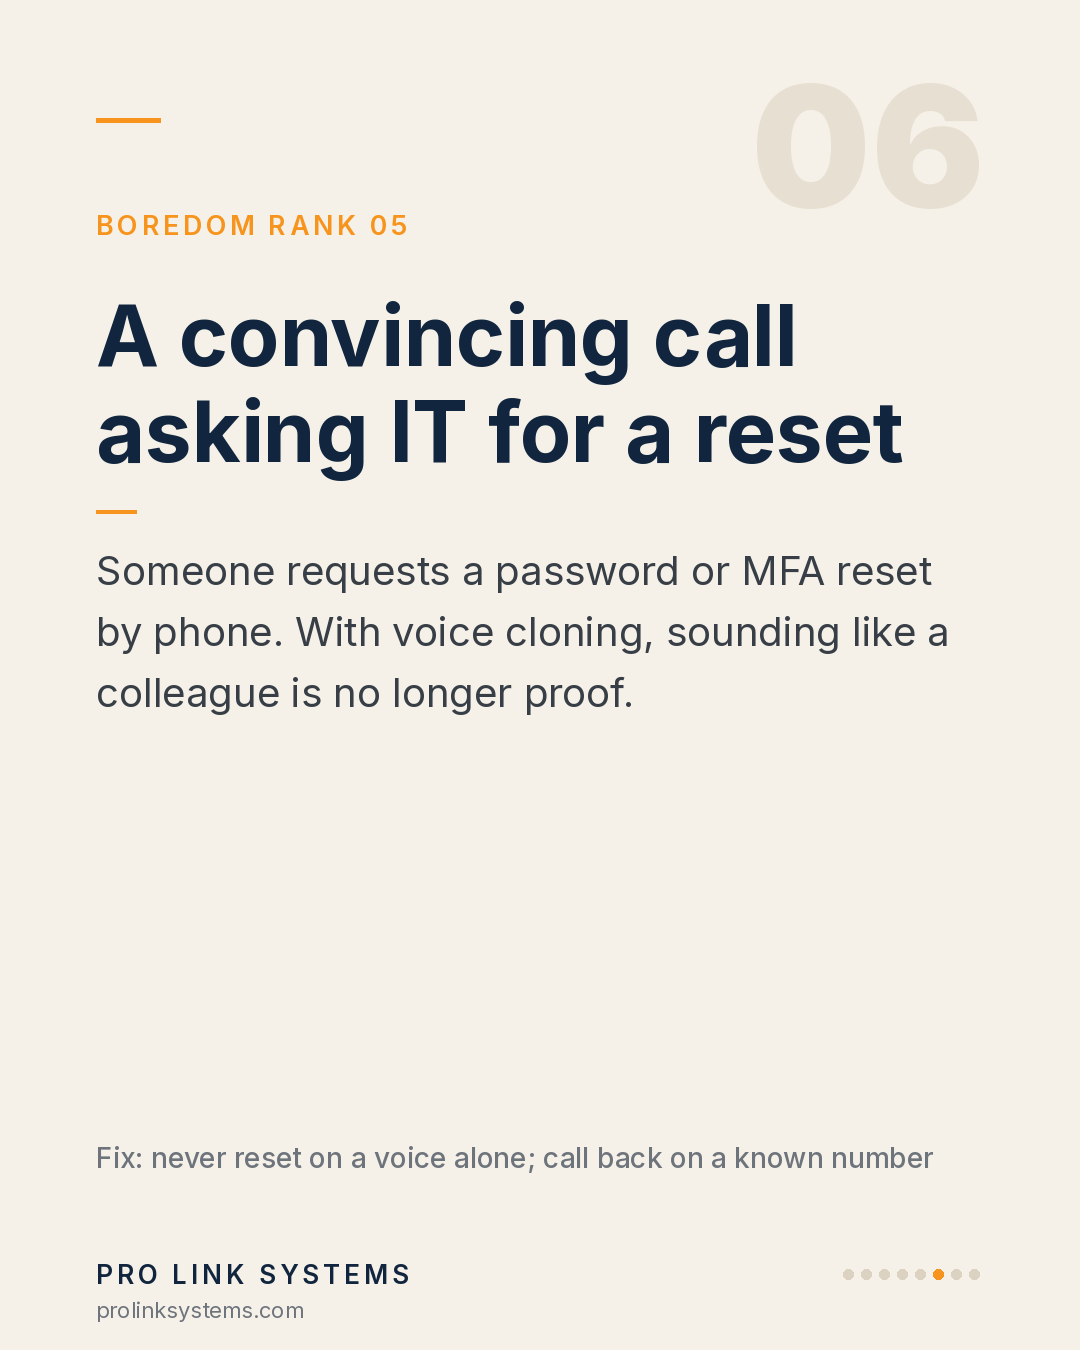 06
BOREDOM RANK 05
A convincing call
asking IT for a reset
Someone requests a password or MFA reset
by phone. With voice cloning, sounding like a
colleague is no longer proof.
Fix: never reset on a voice alone; call back on a known number
PRO LINK SYSTEMS
prolinksystems.com